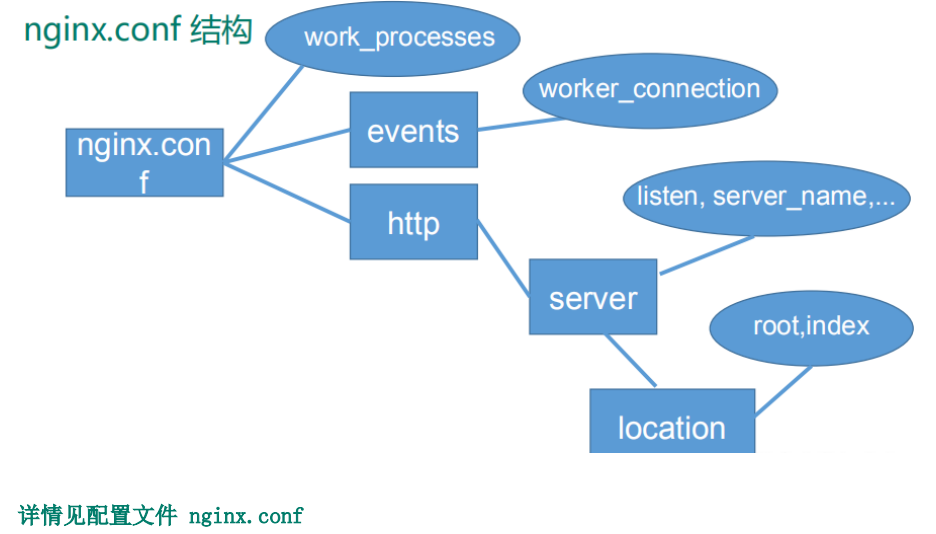 nginx.conf 结构
work_processes
worker_connection
events
nginx.con
f
listen, server_name,...
http
server
root,index
location
详情见配置文件 nginx.conf